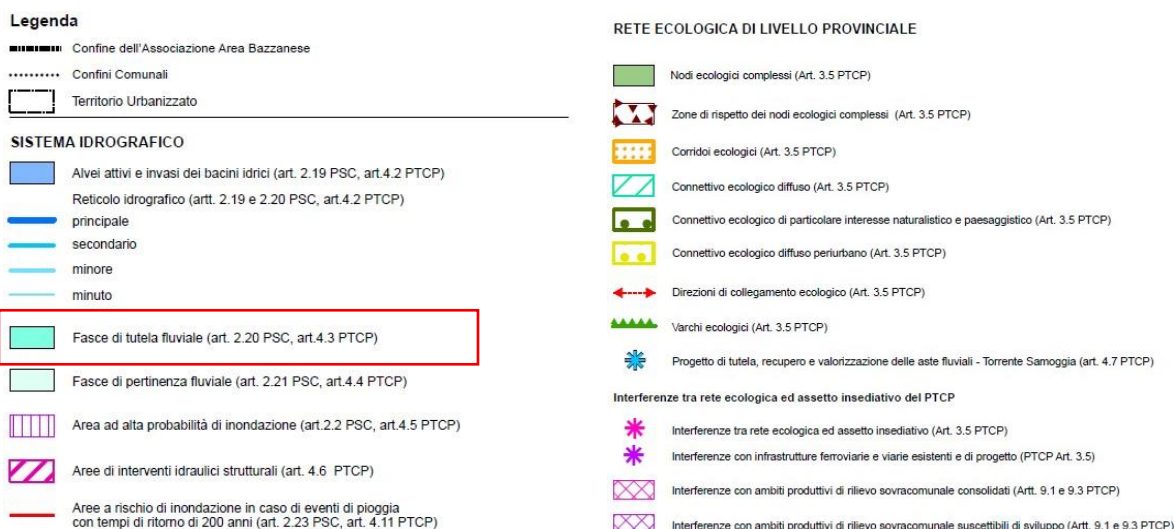 Legenda
Confine dell'Associazione Area Bazzanese
Confini Comunali
Territorio Urbanizzato
SISTEMA IDROGRAFICO
Alvei attivi e invasi dei bacini idrici (art. 2.19 PSC, art.4.2 PTCP)
Reticolo idrografico (artt. 2.19 e 2.20 PSC, art.4.2 PTCP)
principale
secondario
minore
minuto
Fasce di tutela fluviale (art. 2.20 PSC, art.4.3 PTCP)
Fasce di pertinenza fluviale (art. 2.21 PSC, art.4.4 PTCP)
Area ad alta probabilità di inondazione (art.2.2 PSC, art.4.5 PTCP)
Aree di interventi idraulici strutturali (art. 4.6 PTCP)
Aree a rischio di inondazione in caso di eventi di pioggia
con tempi di ritorno di 200 anni (art. 2.23 PSC, art. 4.11 PTCP)
RETE ECOLOGICA DI LIVELLO PROVINCIALE
Nodi ecologici complessi (Art. 3.5 PTCP)
Zone di rispetto dei nodi ecologici complessi (Art. 3.5 PTCP)
Corridoi ecologici (Art. 3.5 PTCP)
Connettivo ecologico diffuso (Art. 3.5 PTCP)
Connettivo ecologico di particolare interesse naturalistico e paesaggistico (Art. 3.5 PTCP)
Connettivo ecologico diffuso periurbano (Art. 3.5 PTCP)
Direzioni di collegamento ecologico (Art. 3.5 PTCP)
Varchi ecologici (Art. 3.5 PTCP)
Progetto di tutela, recupero e valorizzazione delle aste fluviali - Torrente Samoggia (art. 4.7 PTCP)
Interferenze tra rete ecologica ed assetto insediativo del PTCP
Interferenze tra rete ecologica ed assetto insediativo (Art. 3.5 PTCP)
Interferenze con infrastrutture ferroviarie e viarie esistenti e di progetto (PTCP Art. 3.5)
Interferenze con ambiti produttivi di rilievo sovracomunale consolidati (Artt. 9.1 e 9.3 PTCP)
Interferenze con ambiti produttivi di rilievo sovracomunale suscettibili di sviluppo (Artt. 9.1 e 9.3 PTCP)